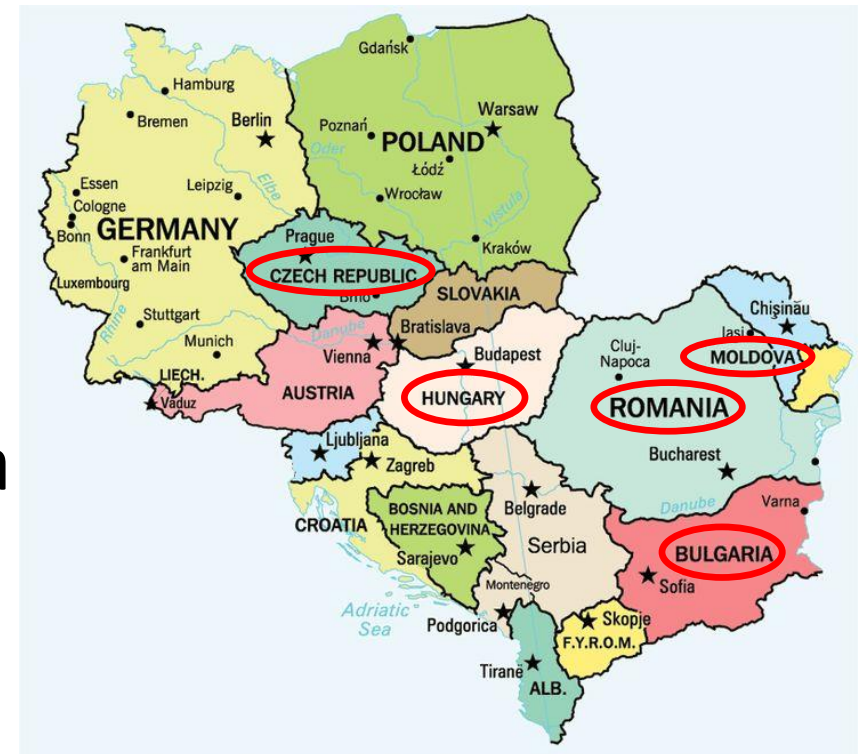 Gdańsk
Hamburg
Bremen
Berlin
Poznań
Warsaw
POLAND
Oder
Łódź
Essen
Cologne
Bonn
Leipzig
Elbe
Wrocław
Vistula
GERMANY
Frankfurt
am Main
Prague
Kraków
CZECH REPUBLIC
Luxembourg
Brno
SLOVAKIA
Stuttgart
Rhine
Danube
Bratislava
Chişinău
Iasi
Munich
Vienna
Budapest
Cluj-
Napoca
MOLDOVA
LIECH.
AUSTRIA
HUNGARY
ROMANIA
Vaduz
Ljubljana
Zagreb
Bucharest
n
Belgrade
Danube
Varna
CROATIA
BOSNIA AND
HERZEGOVINA
Serbia
BULGARIA
Sarajevo
Sofia
Montenegro
Adriatic
Sea
Podgorica
Skopje
F.Y.R.O.M.
Tiranë
ALB.